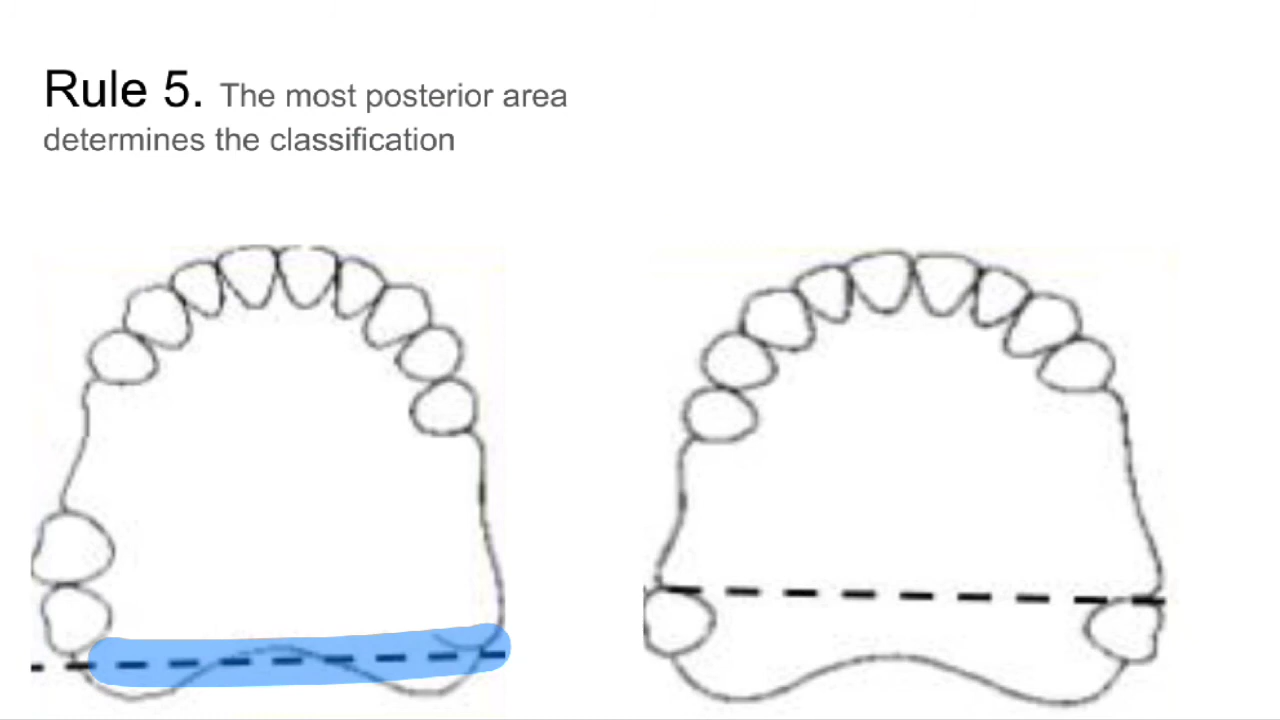 Rule 5. The most posterior area
determines the classification